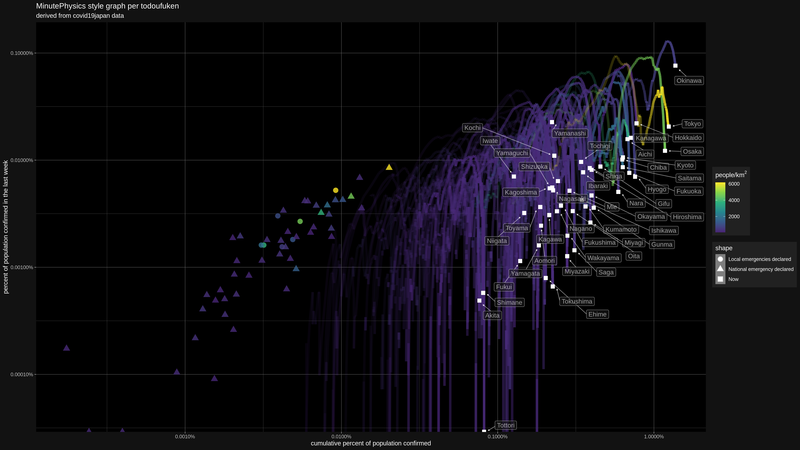 MinutePhysics style graph per todoufuken
derived from covid19japan data
0.10000%
0.01000%
0.00100%
0.00010%
percent of population confirmed in the last week
0.0010%
0.0100%
0.1000%
1.0000%
cumulative percent of population confirmed
Okinawa
Tokyo
Kochi
Yamanashi
Kanagawa
Hokkaido
Iwate
Tochigi
Osaka
Yamaguchi
Aichi
Shizuoka
Chiba
Kyoto
Shiga
Saitama
Kagoshima
Ibaraki
Hyogo
Fukuoka
Nagasaki
Mie
Nara
Gifu
Okayama
Hiroshima
Toyama
Nagano
Kumamoto
Ishikawa
Niigata
Kagawa
Fukushima
Miyagi
Gunma
Oita
Aomori
Wakayama
Yamagata
Miyazaki
Saga
Fukui
Shimane
Tokushima
Akita
Ehime
Tottori
people/km²
6000
4000
2000
shape
Local emergencies declared
National emergency declared
Now